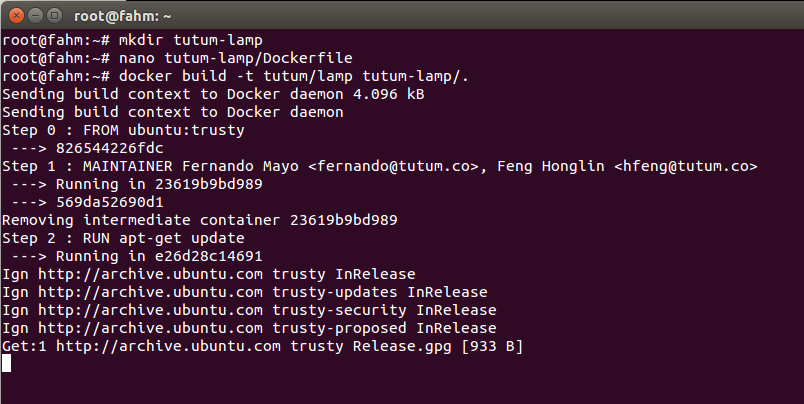 root@fahm: ~
root@fahm:~# mkdir tutum-lamp
root@fahm:~# nano tutum-lamp/Dockerfile
root@fahm:~# docker build -t tutum/lamp tutum-lamp/.
Sending build context to Docker daemon 4.096 kB
Sending build context to Docker daemon
Step 0 : FROM ubuntu:trusty
 ---> 826544226fdc
Step 1 : MAINTAINER Fernando Mayo <fernando@tutum.co>, Feng Honglin <hfeng@tutum.co>
 ---> Running in 23619b9bd989
 ---> 569da52690d1
Removing intermediate container 23619b9bd989
Step 2 : RUN apt-get update
 ---> Running in e26d28c14691
Ign http://archive.ubuntu.com trusty InRelease
Ign http://archive.ubuntu.com trusty-updates InRelease
Ign http://archive.ubuntu.com trusty-security InRelease
Ign http://archive.ubuntu.com trusty-proposed InRelease
Get:1 http://archive.ubuntu.com trusty Release.gpg [933 B]